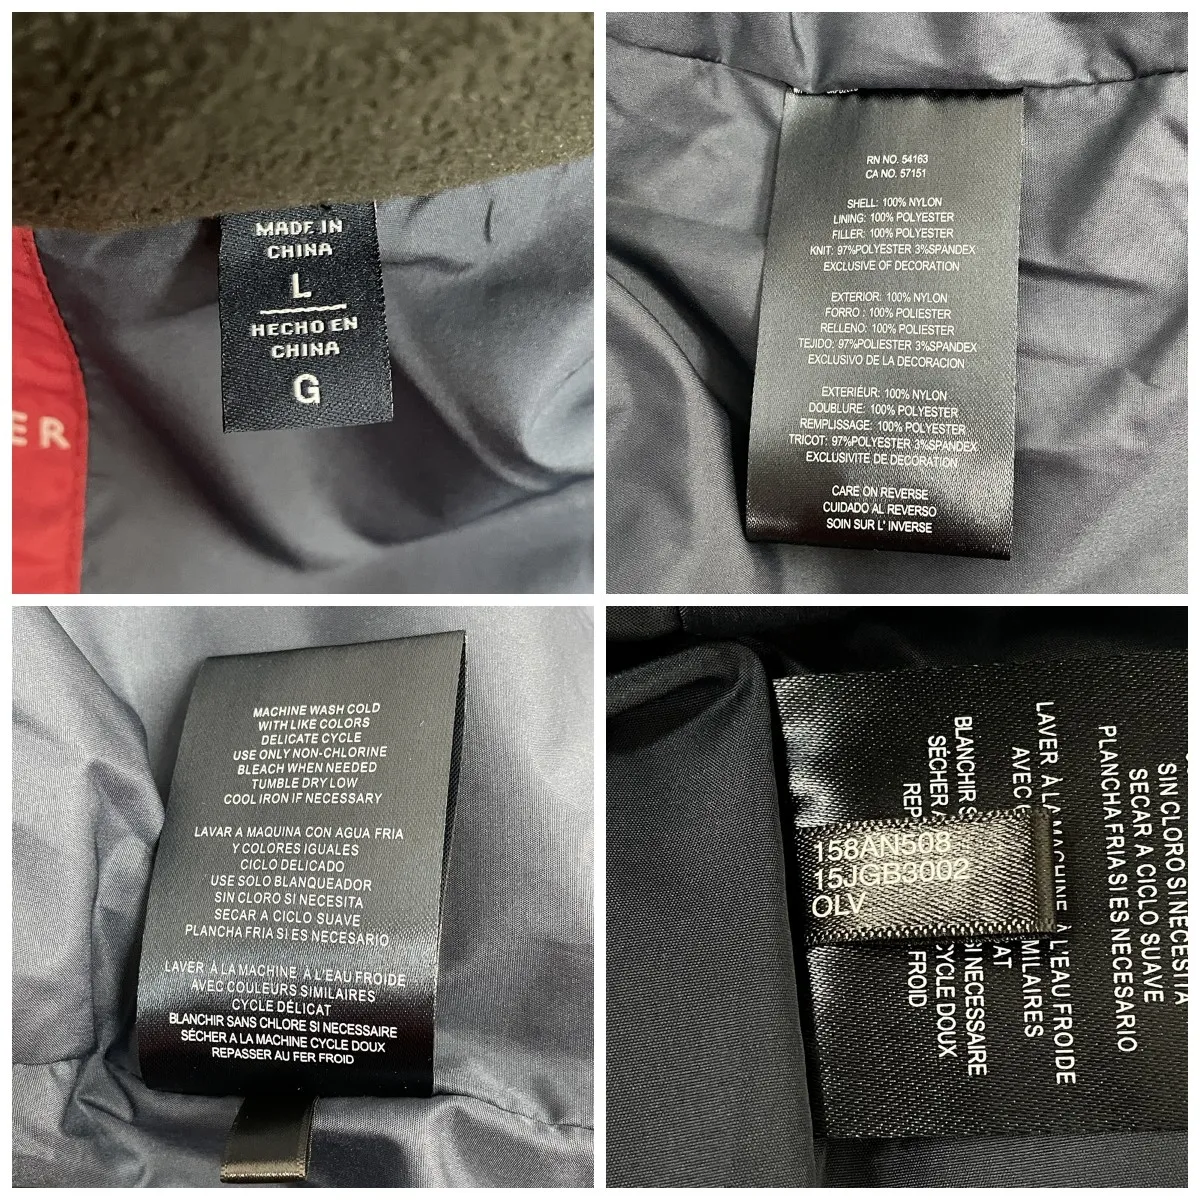 ER
MADE IN
CHINA
L
HECHO EN
CHINA
G
RN NO. 54163
CA NO. 57151
SHELL: 100% NYLON
LINING: 100% POLYESTER
FILLER: 100% POLYESTER
KNIT: 97%POLYESTER 3%SPANDEX
EXCLUSIVE OF DECORATION
EXTERIOR: 100% NYLON
FORRO : 100% POLIESTER
RELLENO: 100% POLIESTER
TEJIDO: 97%POLIESTER 3%SPANDEX
EXCLUSIVO DE LA DECORACION
EXTERIEUR: 100% NYLON
DOUBLURE: 100% POLYESTER
REMPLISSAGE: 100% POLYESTER
TRICOT: 97%POLYESTER 3%SPANDEX
EXCLUSIVITE DE DECORATION
CARE ON REVERSE
CUIDADO AL REVERSO
SOIN SUR L' INVERSE
MACHINE WASH COLD
WITH LIKE COLORS
DELICATE CYCLE
USE ONLY NON-CHLORINE
BLEACH WHEN NEEDED
TUMBLE DRY LOW
COOL IRON IF NECESSARY
LAVAR A MAQUINA CON AGUA FRIA
Y COLORES IGUALES
CICLO DELICADO
USE SOLO BLANQUEADOR
SIN CLORO SI NECESITA
SECAR A CICLO SUAVE
PLANCHA FRIA SI ES NECESARIO
LAVER À LA MACHINE À L'EAU FROIDE
AVEC COULEURS SIMILAIRES
CYCLE DÉLICAT
BLANCHIR SANS CHLORE SI NECESSAIRE
SÉCHER A LA MACHINE CYCLE DOUX
REPASSER AU FER FROID
158AN508
15JGB3002
OLV
SIN CLORO SI NECESITA
SECAR A CICLO SUAVE
PLANCHA FRIA SI ES NECESARIO
LAVER À LA MACHINE À L'EAU FROIDE
AVEC MILAIRES
AT
BLANCHIR S SI NECESSAIRE
SÉCHER A CYCLE DOUX
REP FROID